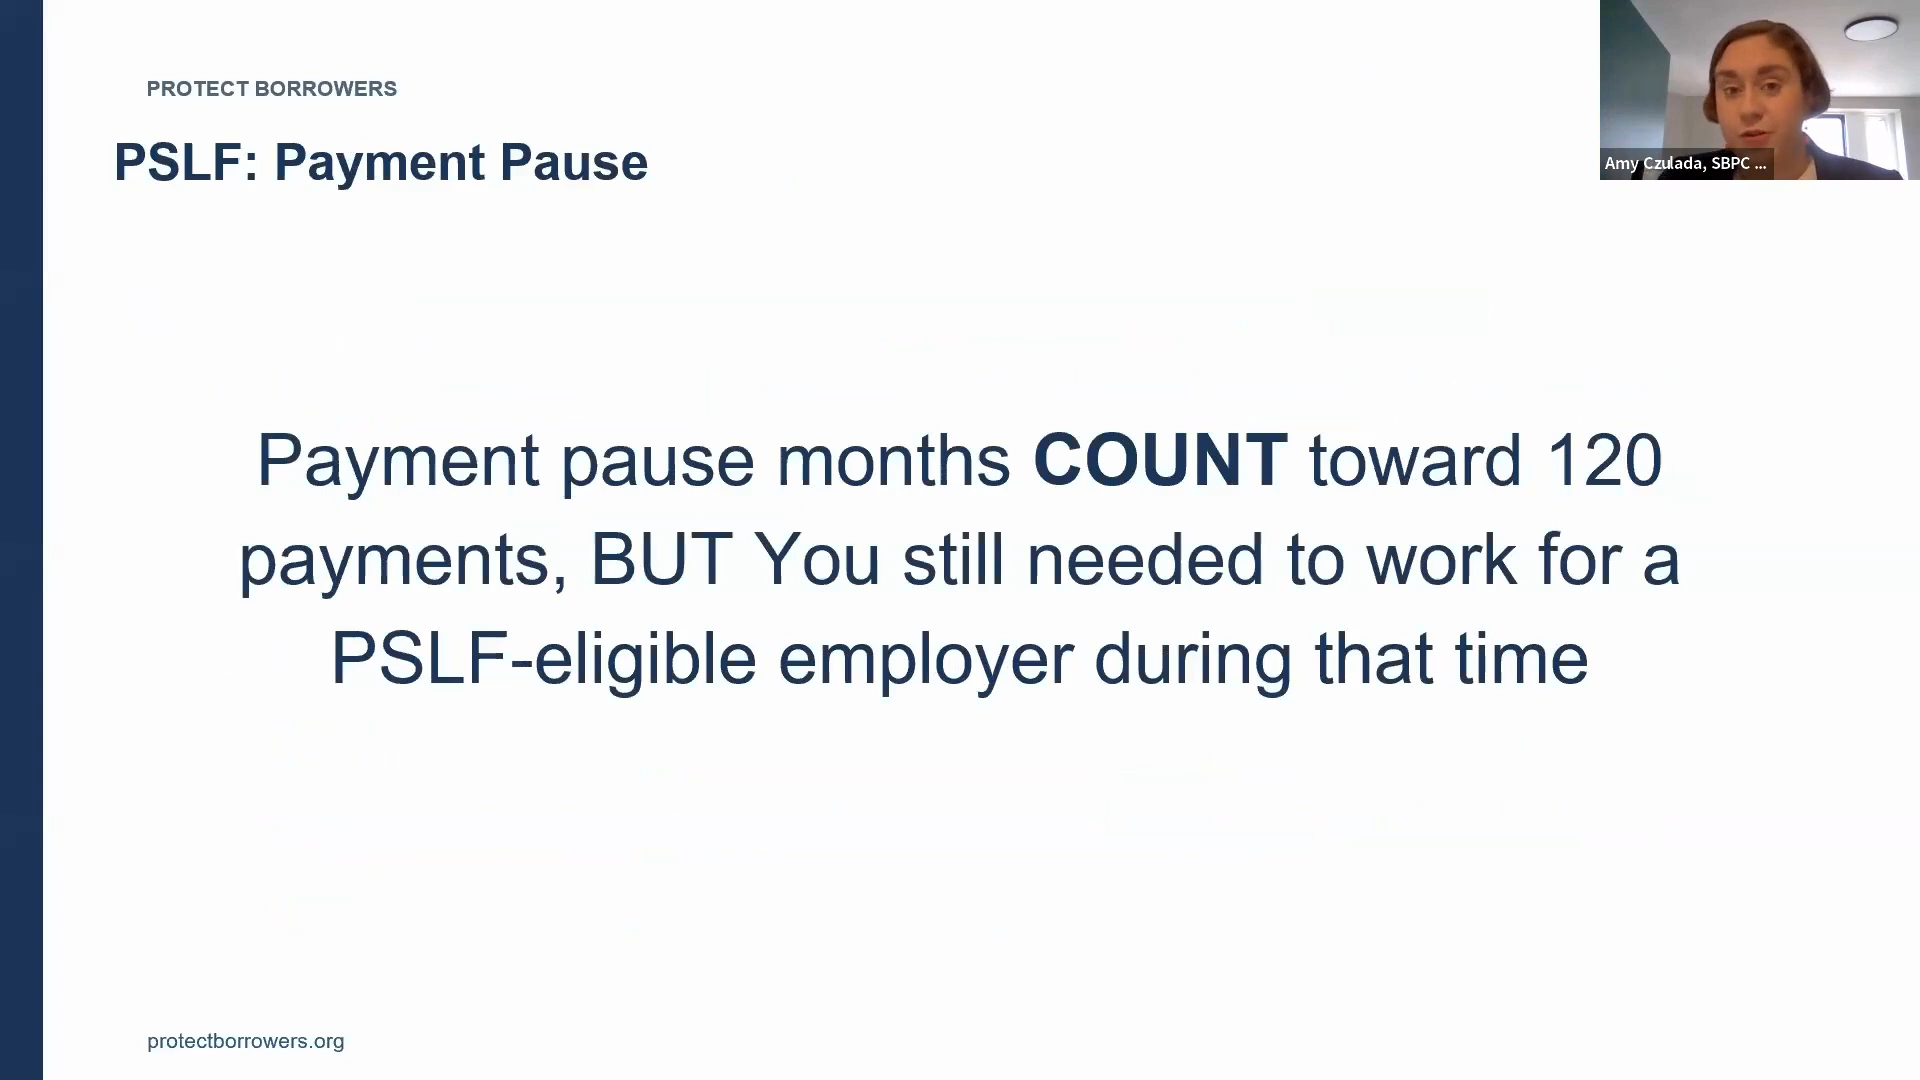 PROTECT BORROWERS
PSLF: Payment Pause
Amy Czulada, SBPC ...
Payment pause months COUNT toward 120
payments, BUT You still needed to work for a
PSLF-eligible employer during that time
protectborrowers.org